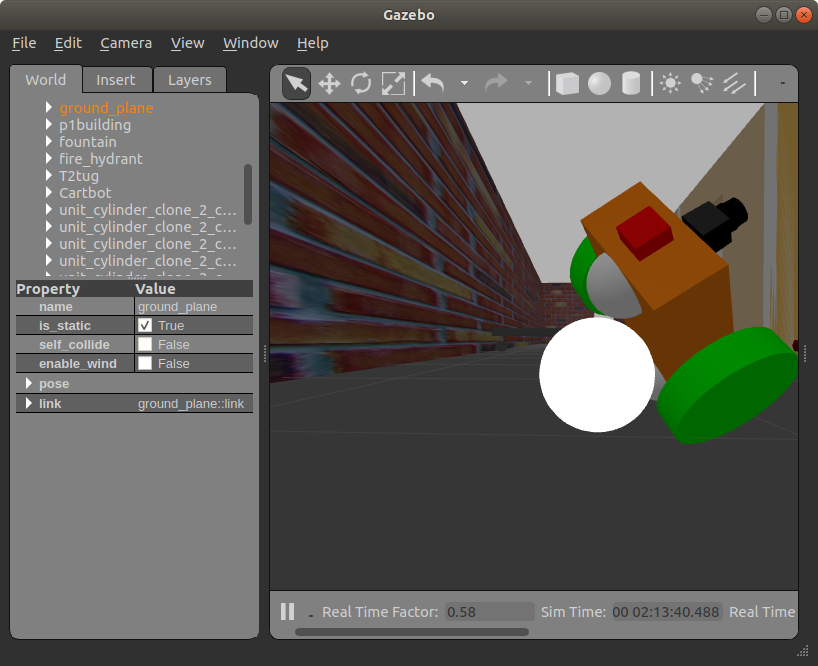 Gazebo
File Edit Camera View Window Help
World Insert Layers
ground_plane
p1building
fountain
fire_hydrant
T2tug
Cartbot
unit_cylinder_clone_2_c...
unit_cylinder_clone_2_c...
unit_cylinder_clone_2_c...
unit_cylinder_clone_2_c...
Property Value
name ground_plane
is_static True
self_collide False
enable_wind False
pose
link ground_plane::link
Real Time Factor: 0.58 Sim Time: 00 02:13:40.488 Real Time